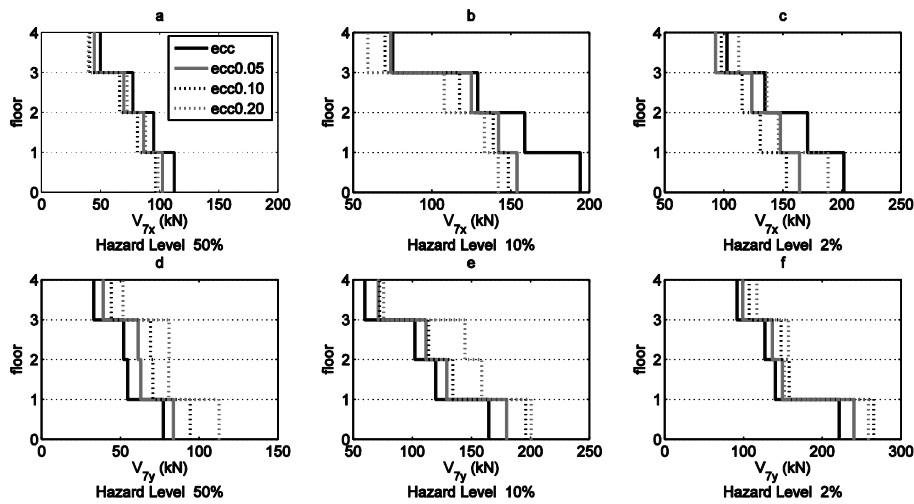 a
b
c
4
3
2
1
0
floor
ecc
ecc0.05
ecc0.10
ecc0.20
0 50 100 150 200
V7x (kN)
Hazard Level 50%
4
3
2
1
0
floor
50 100 150 200
V7x (kN)
Hazard Level 10%
4
3
2
1
0
floor
50 100 150 200 250
V7x (kN)
Hazard Level 2%
d
e
f
4
3
2
1
0
floor
0 50 100 150
V7y (kN)
Hazard Level 50%
4
3
2
1
0
floor
50 100 150 200 250
V7y (kN)
Hazard Level 10%
4
3
2
1
0
floor
0 100 200 300
V7y (kN)
Hazard Level 2%